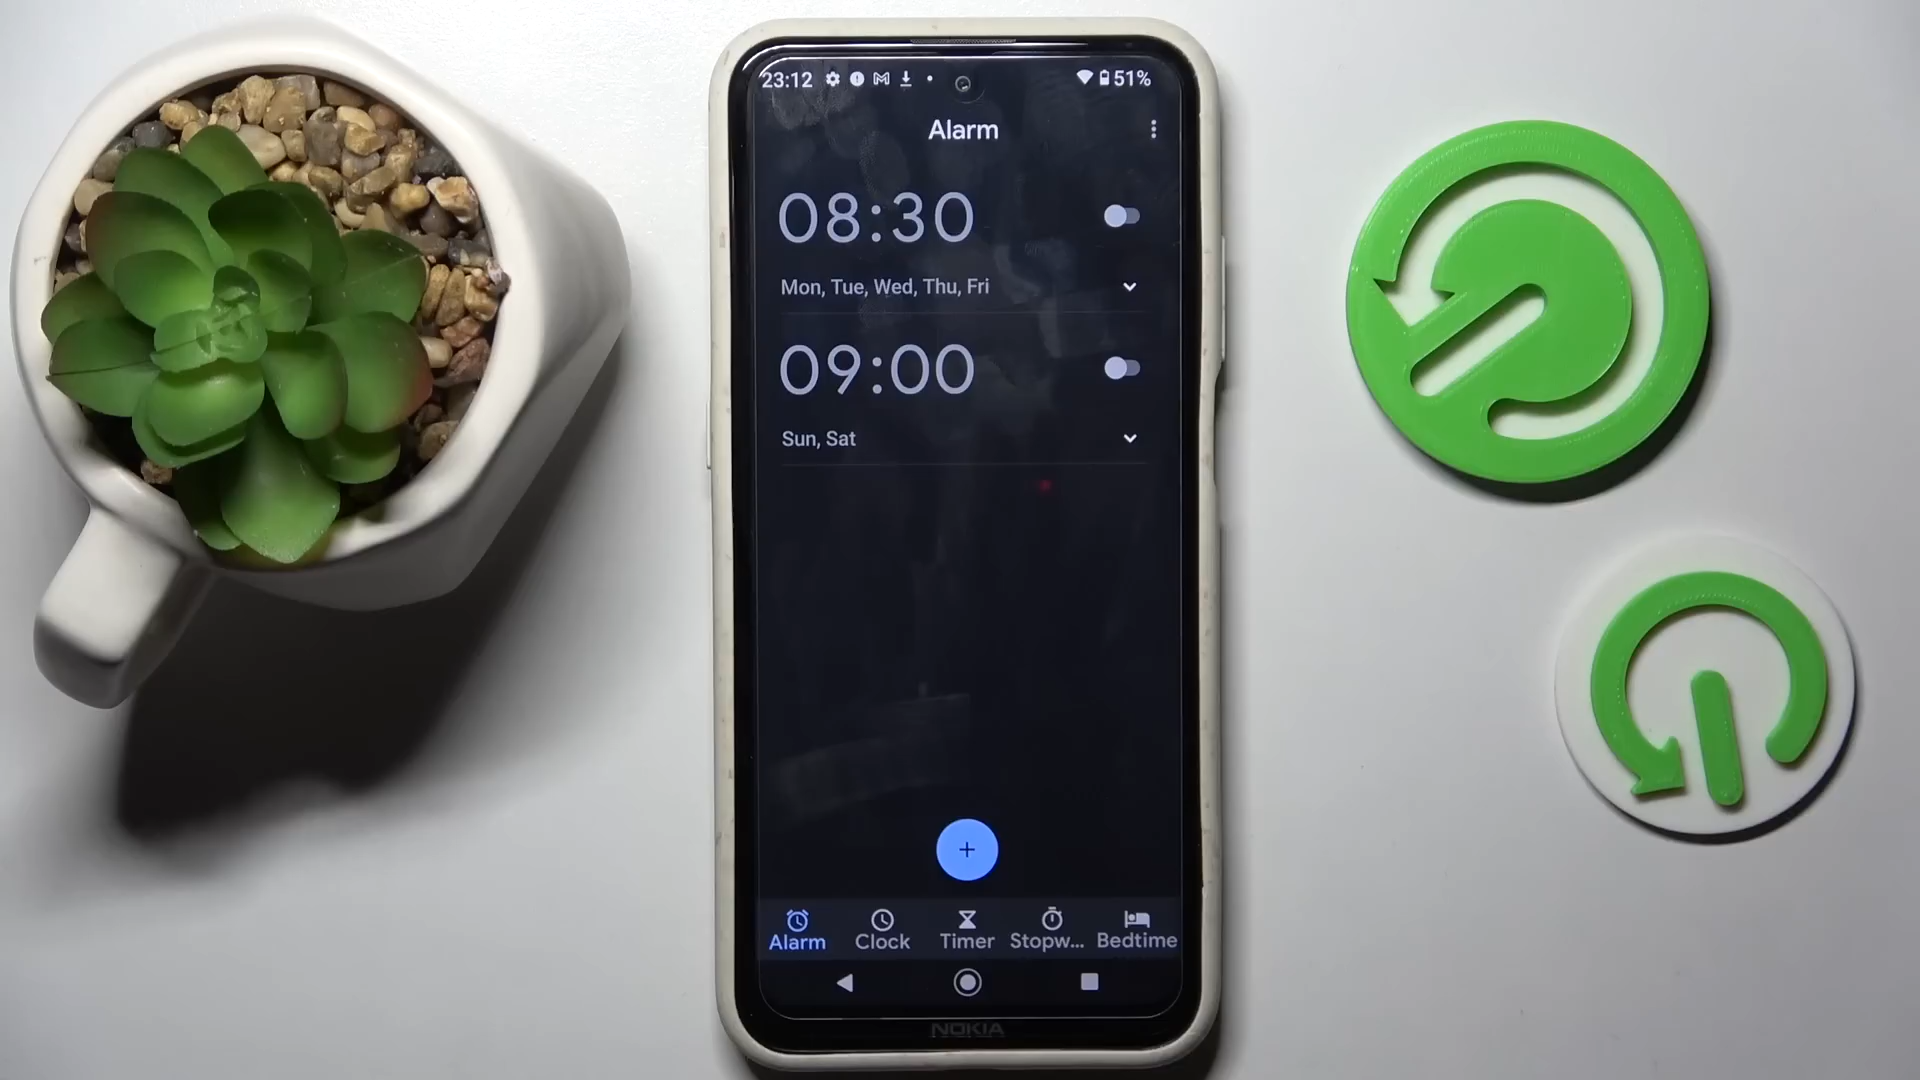 23:12 51%
Alarm
08:30
Mon, Tue, Wed, Thu, Fri
09:00
Sun, Sat
Alarm Clock Timer Stopw... Bedtime
NOKIA